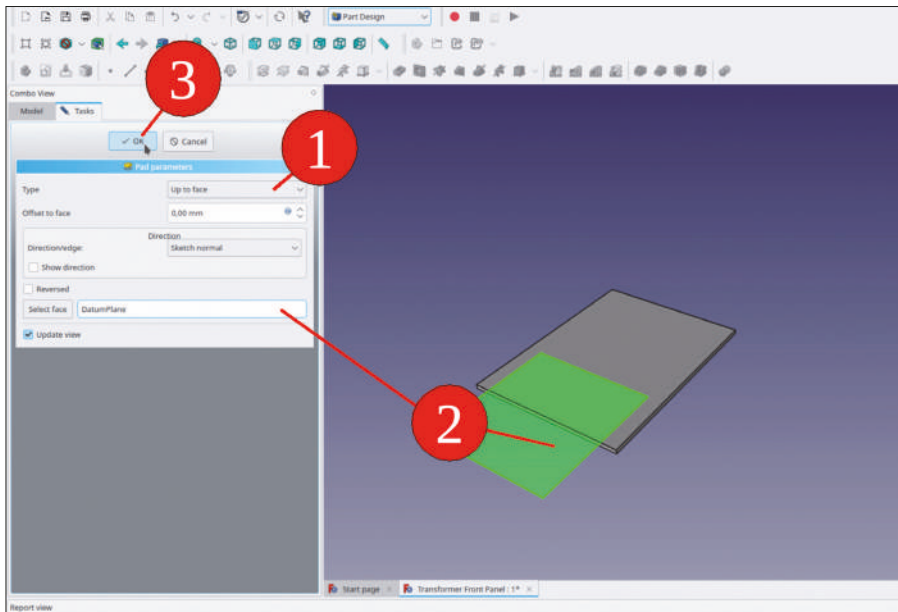 Part Design
Combo View
Model
Tasks
3
OK
Cancel
1
Pad parameters
Type
Up to face
Offset to face
0,00 mm
Direction
Direction/edge:
Sketch normal
Show direction
Reversed
Select face
DatumPlane
Update view
2
Start page
Transformer Front Panel : 1*
Report view